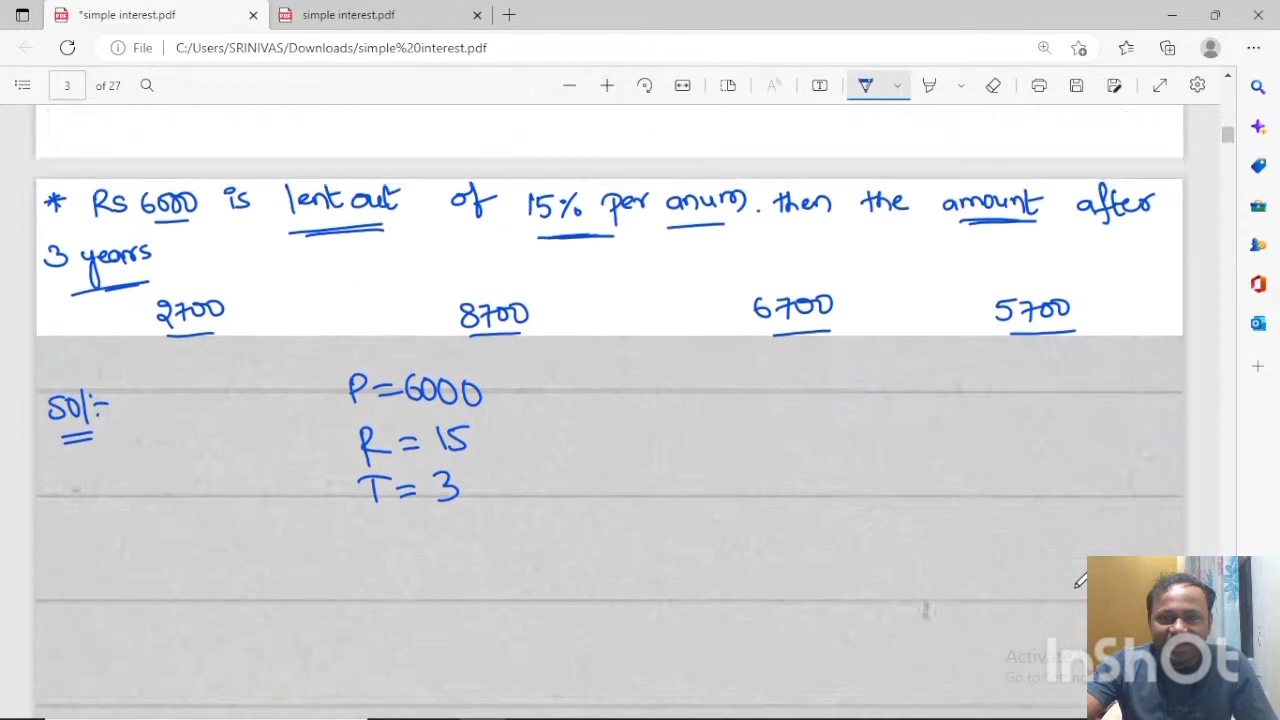 *simple interest.pdf
simple interest.pdf
File
C:/Users/SRINIVAS/Downloads/simple%20interest.pdf
3
of 27
* Rs 6000 is lent out of 15% per anum. then the amount after
3 years
2700 8700 6700 5700
Sol:-
P=6000
R = 15
T = 3
InShOt